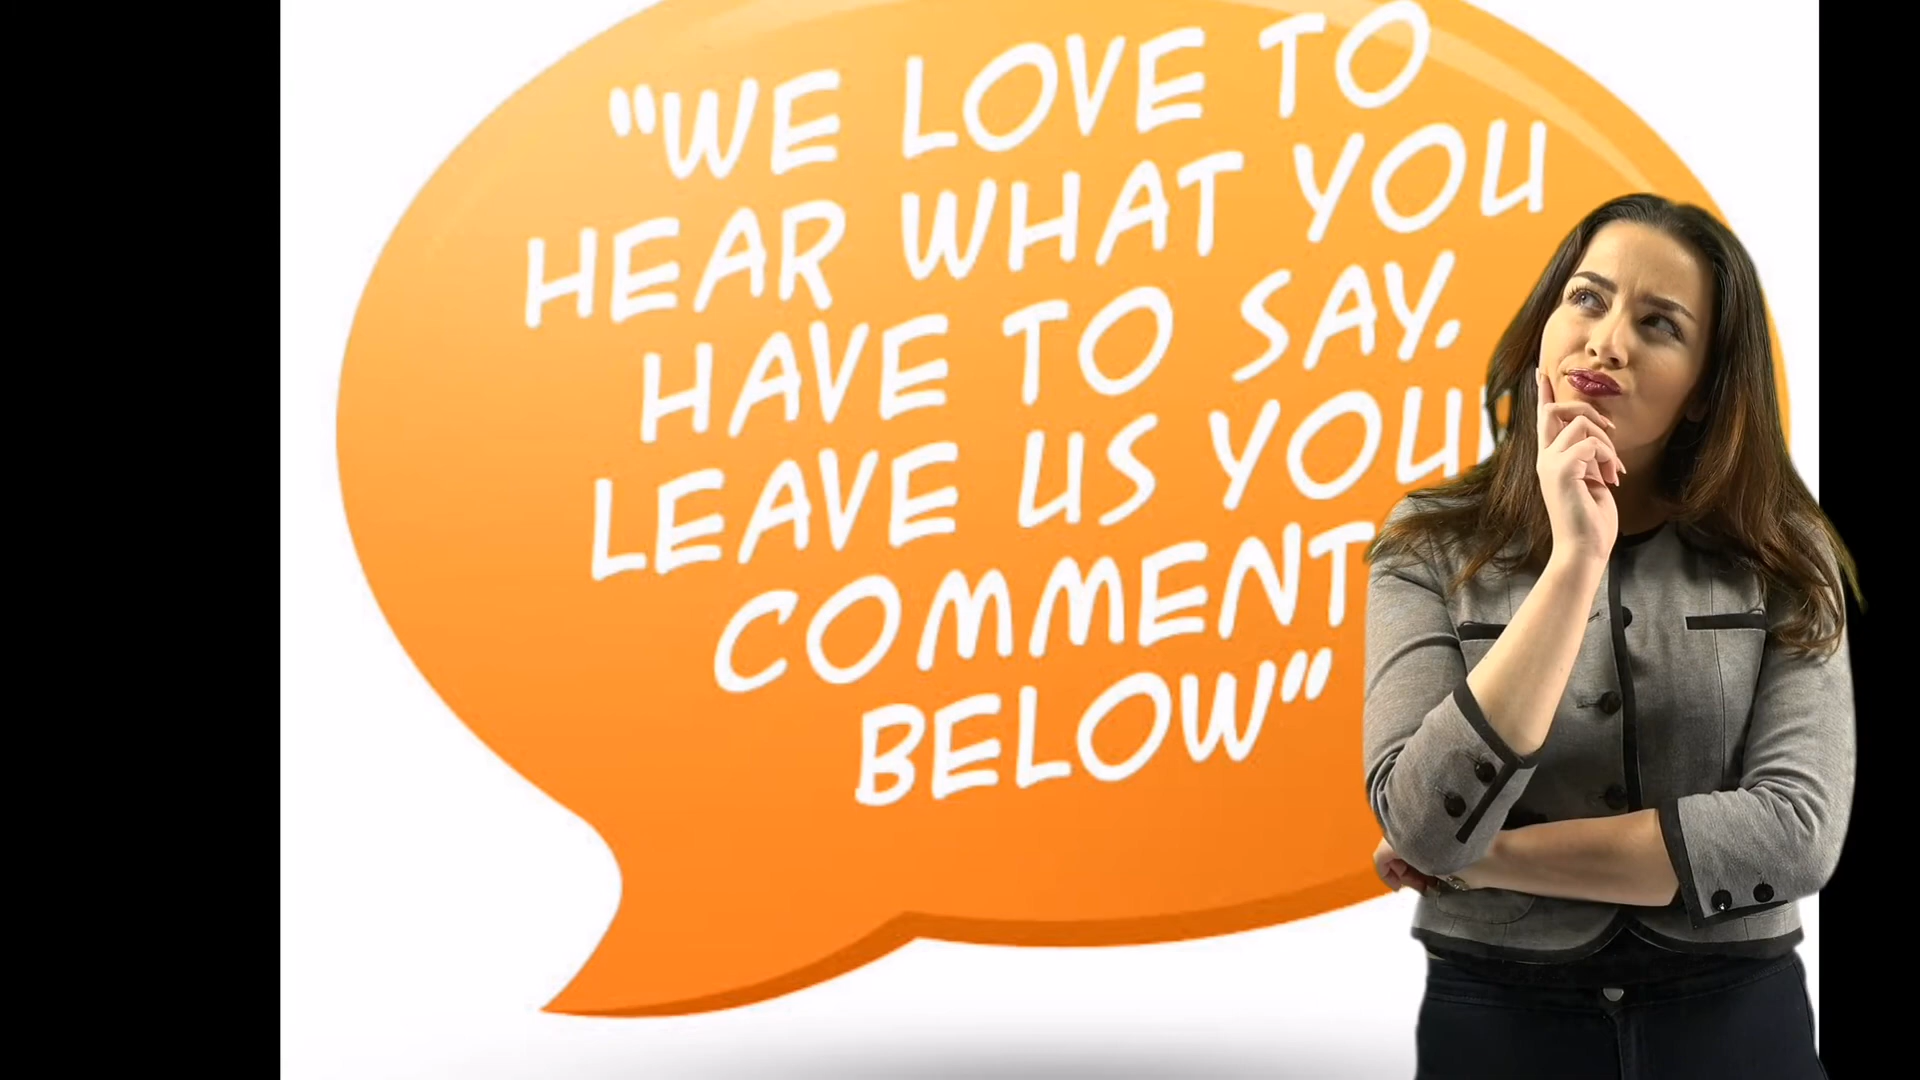 "WE LOVE TO
HEAR WHAT YOU
HAVE TO SAY.
LEAVE US YOU
COMMENT
BELOW"